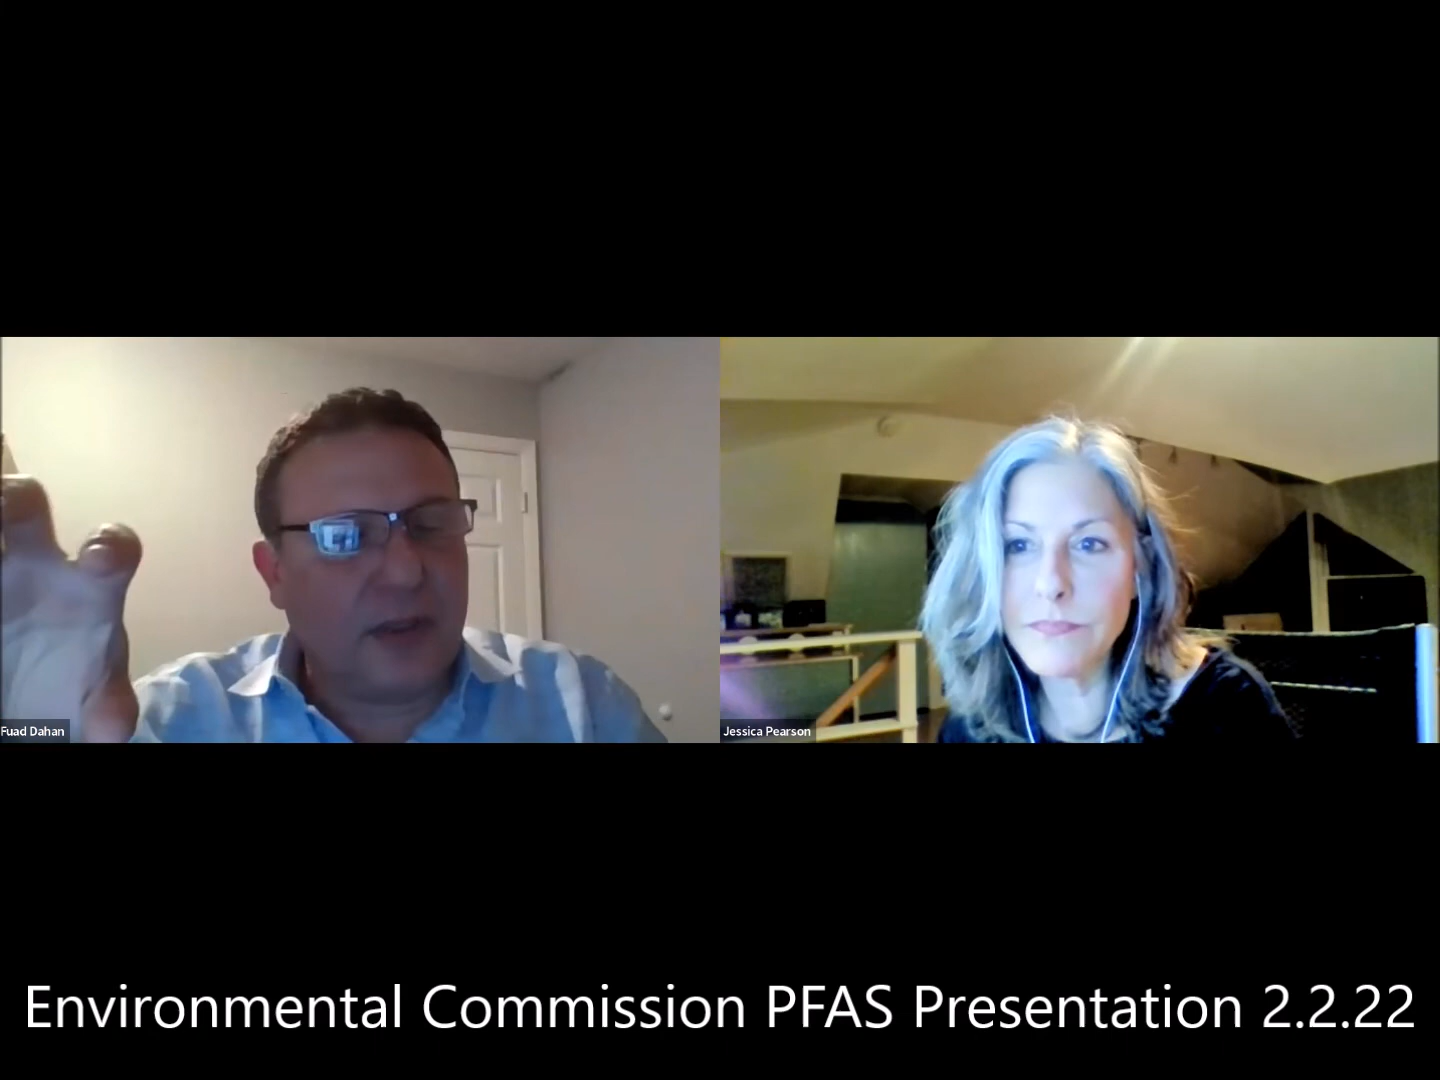 Fuad Dahan
Jessica Pearson
Environmental Commission PFAS Presentation 2.2.22